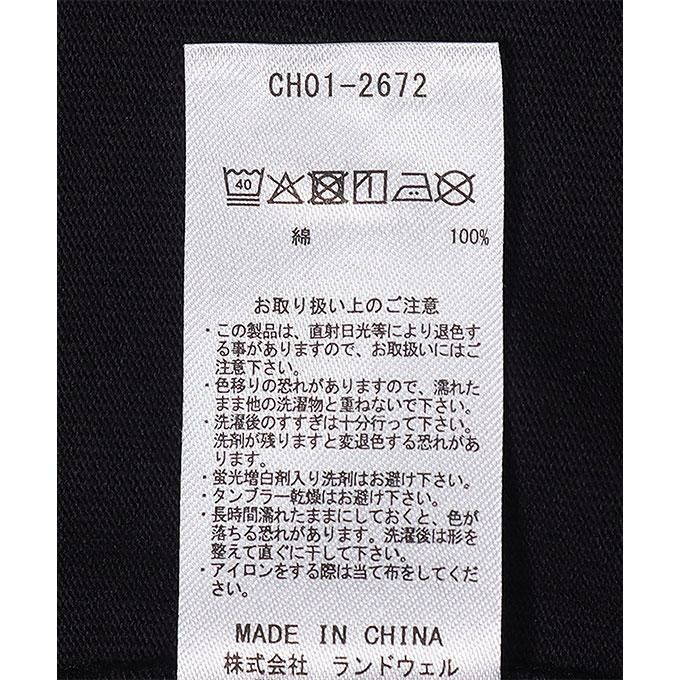 CH01-2672
40
綿 100%
お取り扱い上のご注意
・この製品は、直射日光等により退色す
る事がありますので、お取扱いにはご
注意下さい。
・色移りの恐れがありますので、濡れた
まま他の洗濯物と重ねないで下さい。
・洗濯後のすすぎは十分行って下さい。
洗剤が残りますと変退色する恐れがあ
ります。
・蛍光増白剤入り洗剤はお避け下さい。
・タンブラー乾燥はお避け下さい。
・長時間濡れたままにしておくと、色が
落ちる恐れがあります。洗濯後は形を
整えて直ぐに干して下さい。
・アイロンをする際は当て布をしてくだ
さい。
MADE IN CHINA
株式会社 ランドウェル